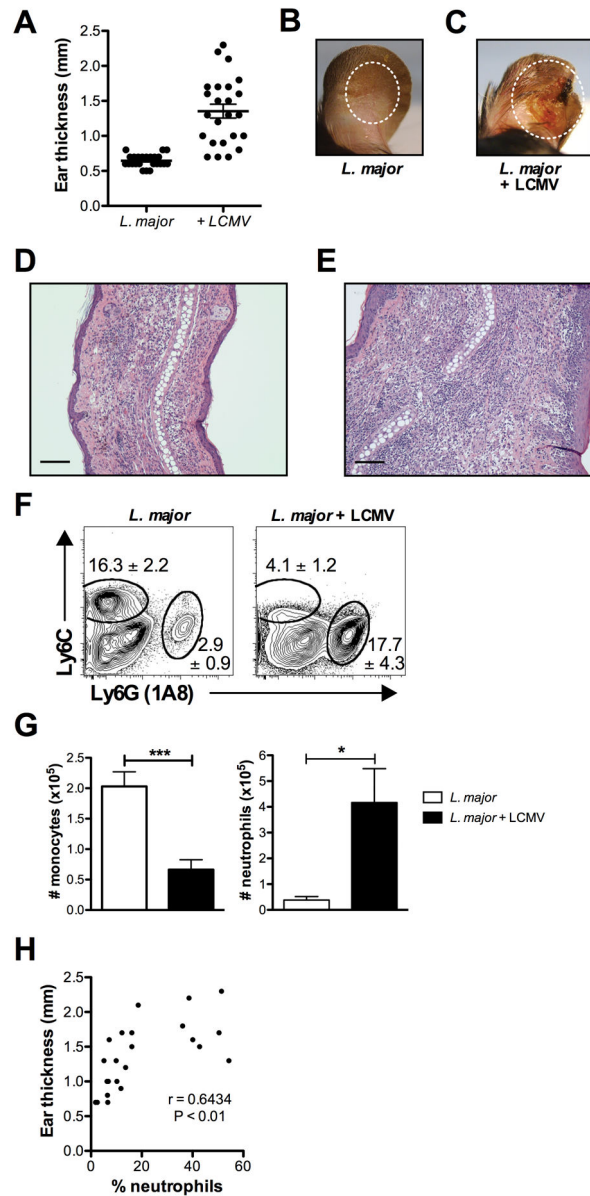 A
Ear thickness (mm)
2.5
2.0
1.5
1.0
0.5
0.0
L. major
+ LCMV
B
L. major
C
L. major
+ LCMV
D
E
F
L. major
L. major + LCMV
16.3 ± 2.2
2.9
± 0.9
4.1 ± 1.2
17.7
± 4.3
Ly6C
Ly6G (1A8)
G
# monocytes (x10⁵)
2.5
2.0
1.5
1.0
0.5
0.0
***
# neutrophils (x10⁵)
6
5
4
3
2
1
0
*
L. major
L. major + LCMV
H
Ear thickness (mm)
2.5
2.0
1.5
1.0
0.5
0.0
r = 0.6434
P < 0.01
0
20
40
60
% neutrophils